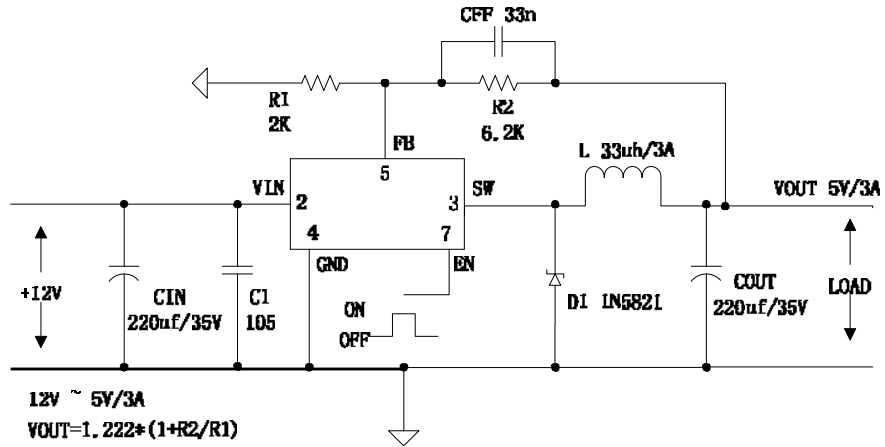 CFF 33n
R1
2K
R2
6.2K
FB
5
L 33uh/3A
VIN
2
3
SW
VOUT 5V/3A
4
7
GND
EN
+12V
CIN
220uf/35V
C1
105
ON
OFF
D1 1N5821
COUT
220uf/35V
LOAD
12V ~ 5V/3A
VOUT=1.222*(1+R2/R1)